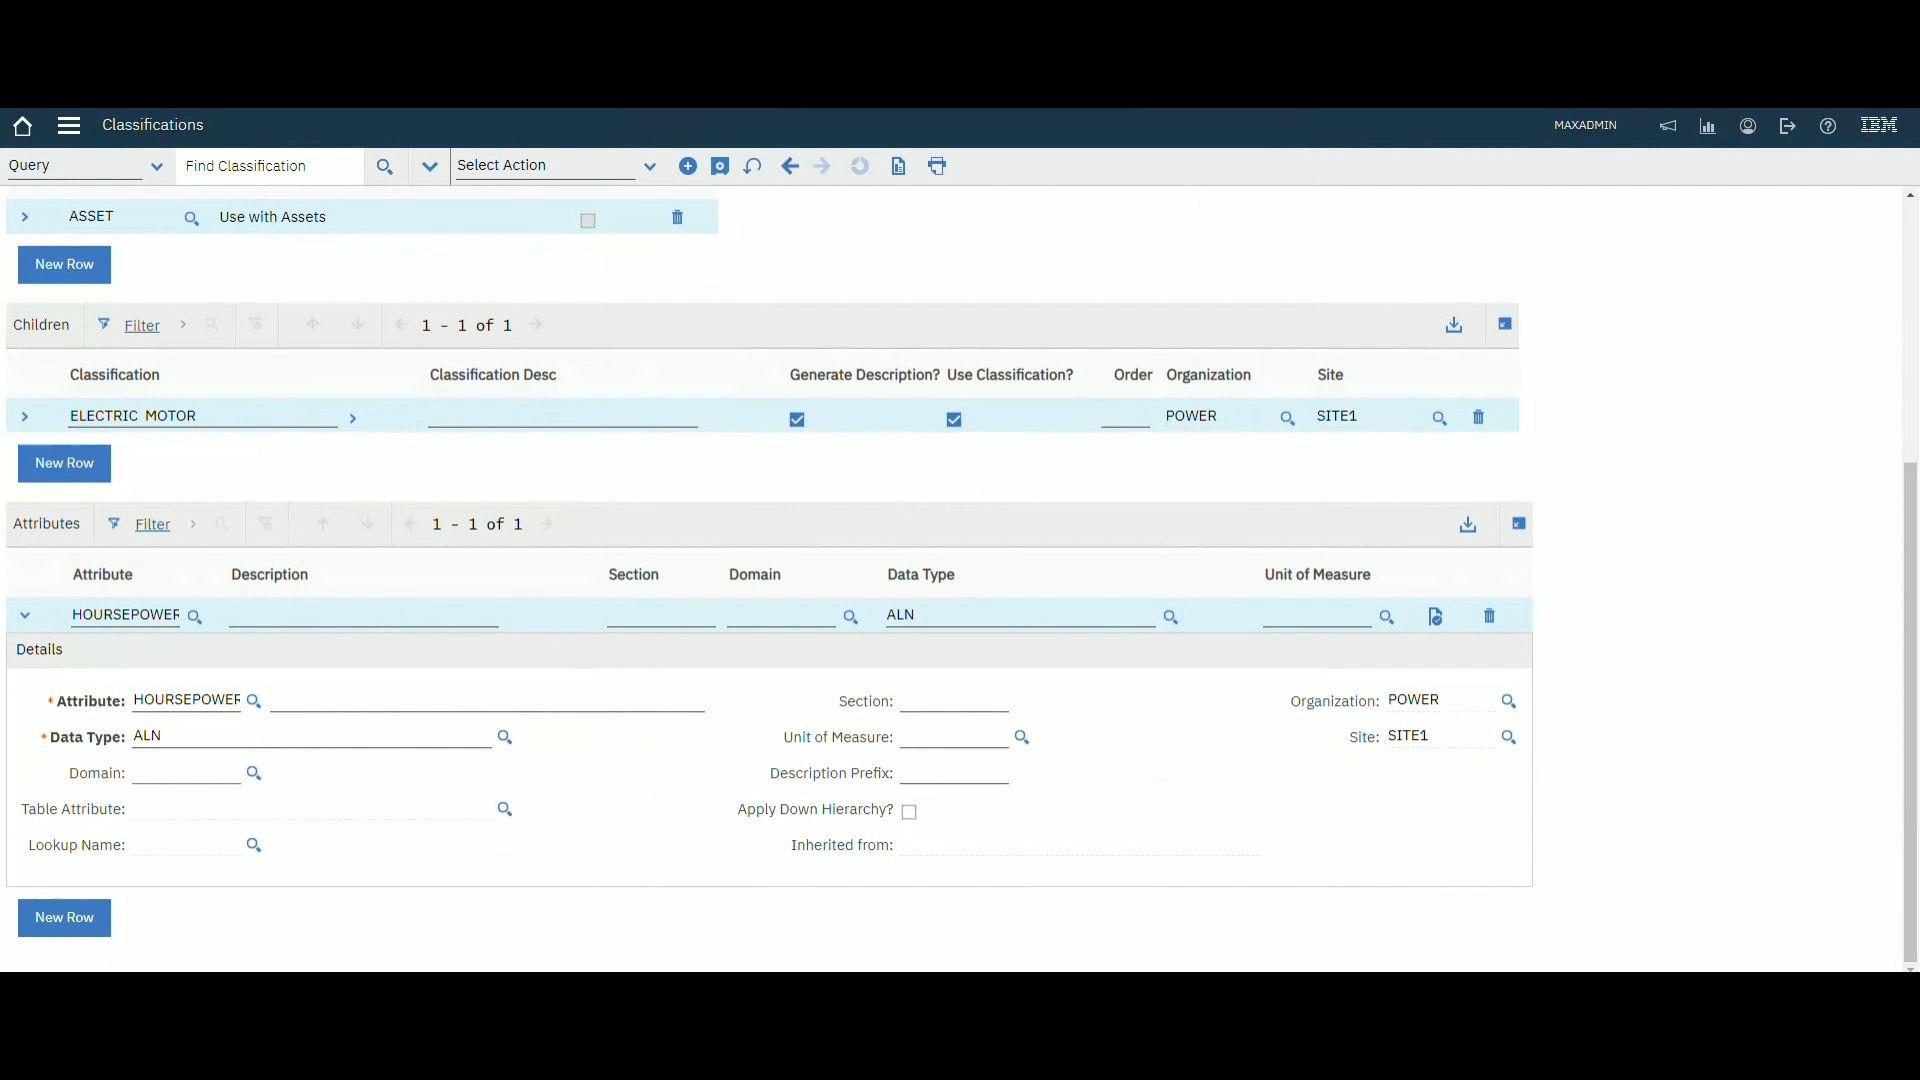 Classifications MAXADMIN IBM
Query Find Classification Select Action
ASSET Use with Assets
New Row
Children Filter 1 - 1 of 1
Classification Classification Desc Generate Description? Use Classification? Order Organization Site
ELECTRIC MOTOR POWER SITE1
New Row
Attributes Filter 1 - 1 of 1
Attribute Description Section Domain Data Type Unit of Measure
HOURSEPOWER ALN
Details
* Attribute: HOURSEPOWER Section: Organization: POWER
* Data Type: ALN Unit of Measure: Site: SITE1
Domain: Description Prefix:
Table Attribute: Apply Down Hierarchy?
Lookup Name: Inherited from:
New Row